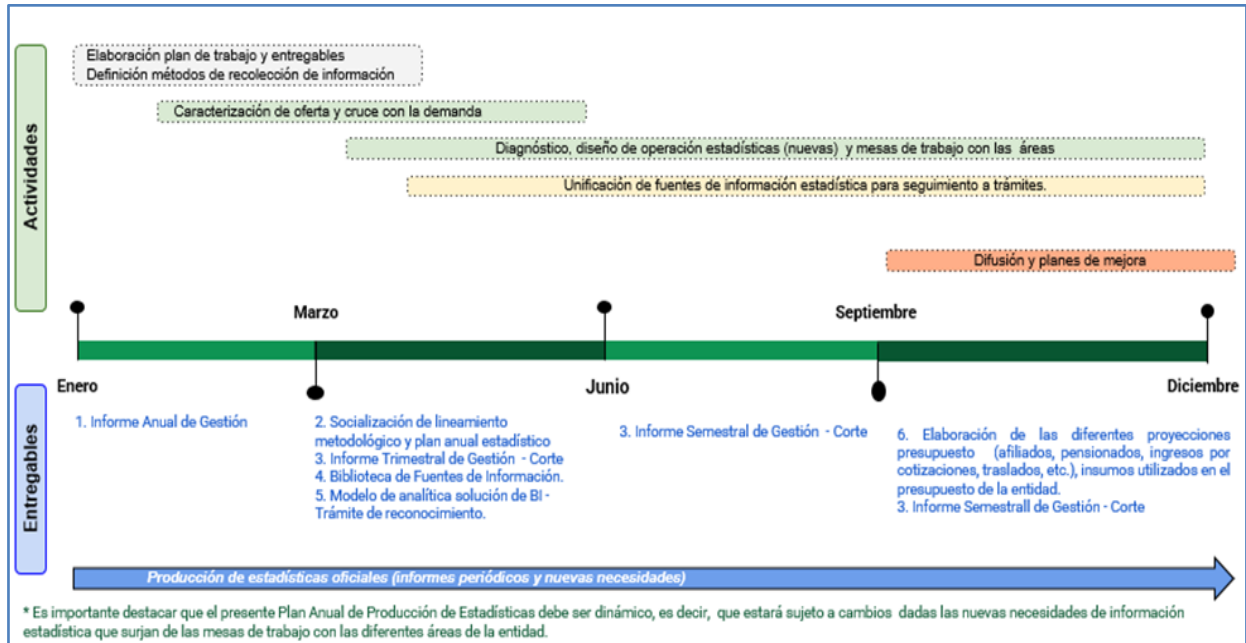 Actividades
Elaboración plan de trabajo y entregables
Definición métodos de recolección de información
Caracterización de oferta y cruce con la demanda
Diagnóstico, diseño de operación estadísticas (nuevas) y mesas de trabajo con las áreas
Unificación de fuentes de información estadística para seguimiento a trámites.
Difusión y planes de mejora
Marzo
Septiembre
Enero
Junio
Diciembre
Entregables
1. Informe Anual de Gestión
2. Socialización de lineamiento
metodológico y plan anual estadístico
3. Informe Trimestral de Gestión - Corte
4. Biblioteca de Fuentes de Información.
5. Modelo de analítica solución de BI -
Trámite de reconocimiento.
3. Informe Semestral de Gestión - Corte
6. Elaboración de las diferentes proyecciones
presupuesto (afiliados, pensionados, ingresos por
cotizaciones, traslados, etc.), insumos utilizados en el
presupuesto de la entidad.
3. Informe Semestrall de Gestión - Corte
Producción de estadísticas oficiales (informes periódicos y nuevas necesidades)
* Es importante destacar que el presente Plan Anual de Producción de Estadísticas debe ser dinámico, es decir, que estará sujeto a cambios dadas las nuevas necesidades de información
estadística que surjan de las mesas de trabajo con las diferentes áreas de la entidad.